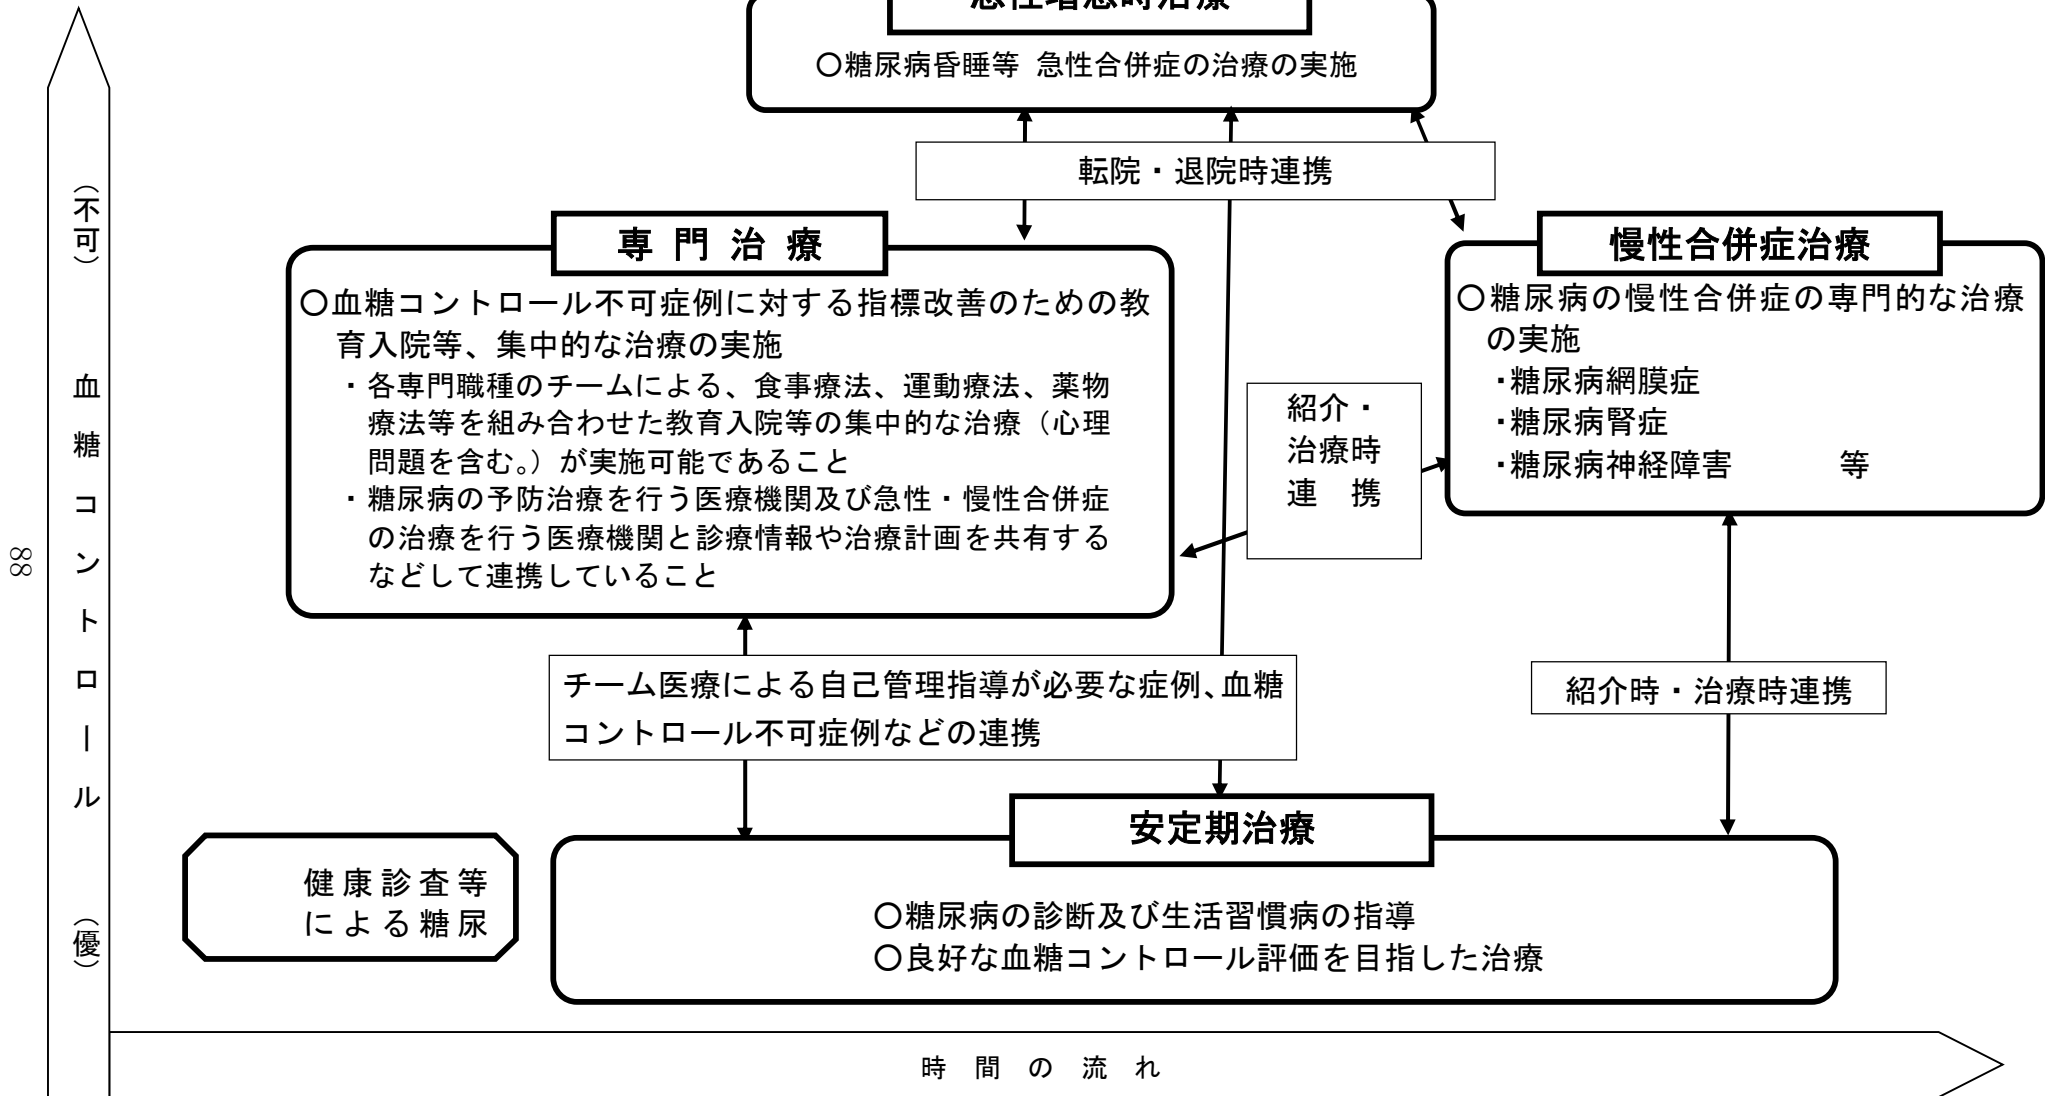 急性増悪時治療
〇糖尿病昏睡等 急性合併症の治療の実施
転院・退院時連携
専 門 治 療
〇血糖コントロール不可症例に対する指標改善のための教
育入院等、集中的な治療の実施
・各専門職種のチームによる、食事療法、運動療法、薬物
療法等を組み合わせた教育入院等の集中的な治療（心理
問題を含む。）が実施可能であること
・糖尿病の予防治療を行う医療機関及び急性・慢性合併症
の治療を行う医療機関と診療情報や治療計画を共有する
などして連携していること
慢性合併症治療
〇糖尿病の慢性合併症の専門的な治療
の実施
・糖尿病網膜症
・糖尿病腎症
・糖尿病神経障害 等
紹介・
治療時
連 携
チーム医療による自己管理指導が必要な症例、血糖
コントロール不可症例などの連携
紹介時・治療時連携
安定期治療
〇糖尿病の診断及び生活習慣病の指導
〇良好な血糖コントロール評価を目指した治療
健康診査等
による糖尿
（不可） 血糖コントロール （優）
時 間 の 流 れ
88